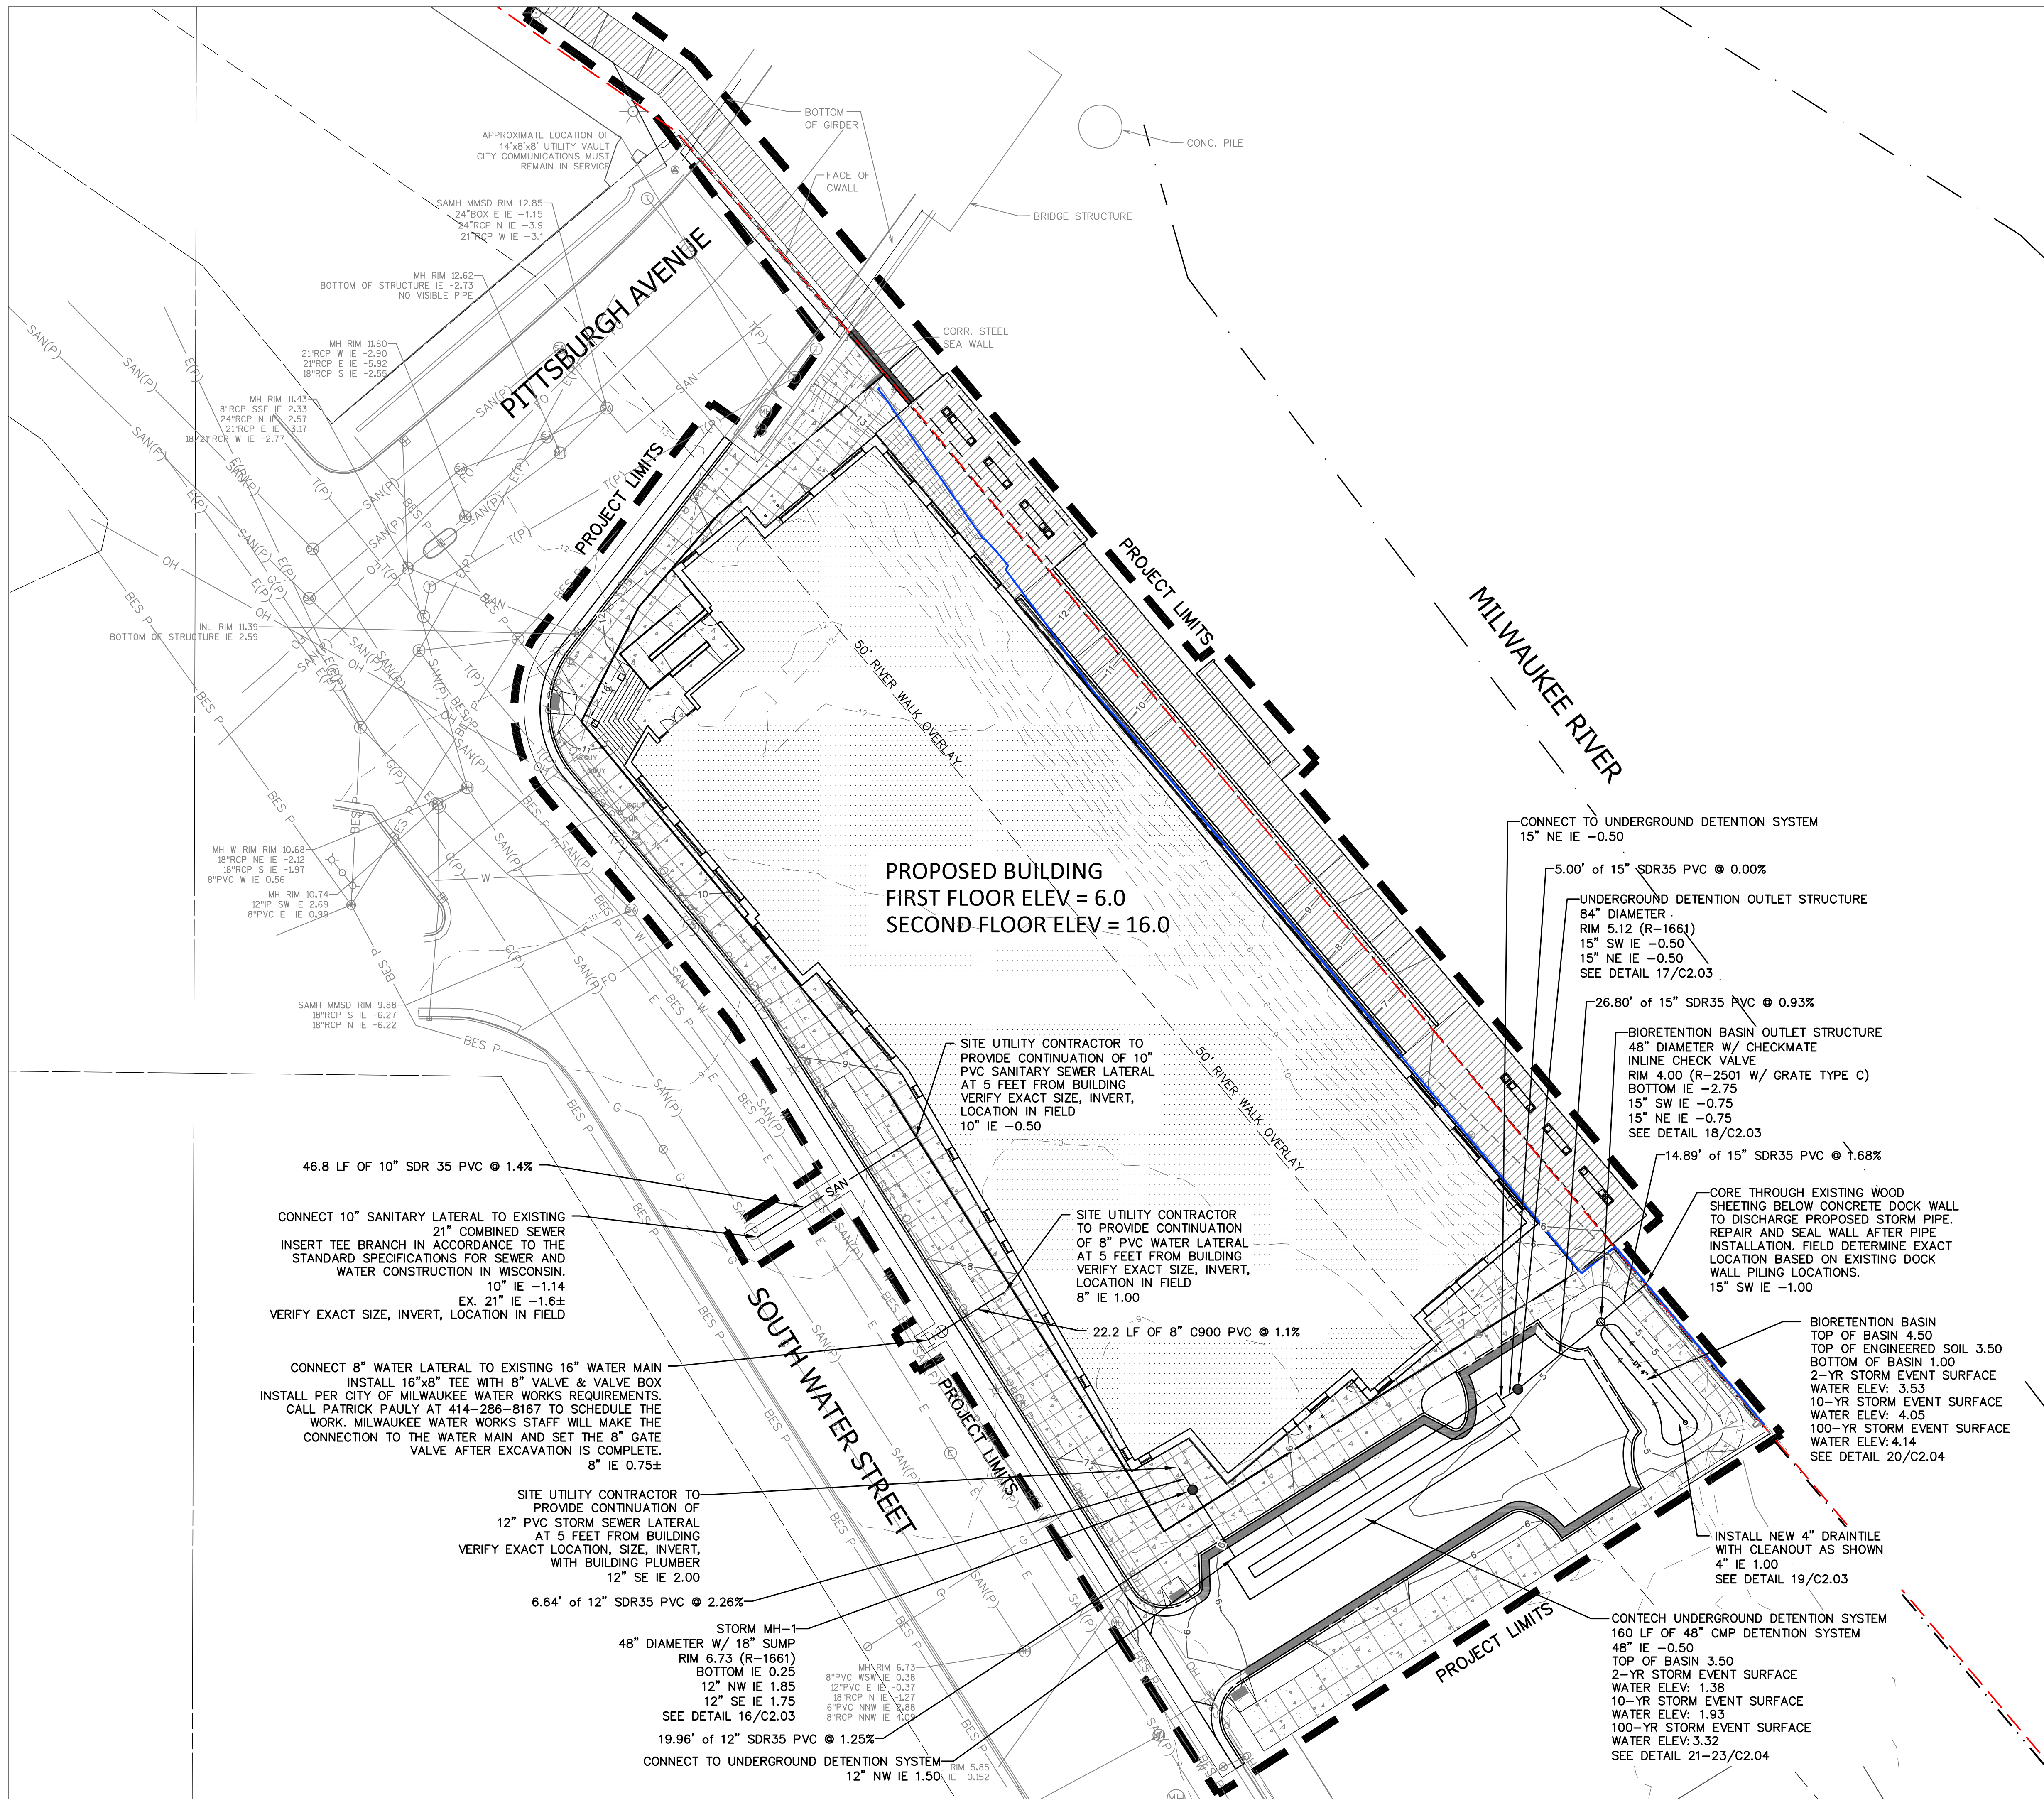 BOTTOM
OF GIRDER
CONC. PILE
APPROXIMATE LOCATION OF
14'x8'x8' UTILITY VAULT
CITY COMMUNICATIONS MUST
REMAIN IN SERVICE
FACE OF
CWALL
BRIDGE STRUCTURE
SAMH MMSD RIM 12.85
24"BOX E IE -1.15
24"RCP N IE -3.9
21"RCP W IE -3.1
PITTSBURGH AVENUE
MH RIM 12.62
BOTTOM OF STRUCTURE IE -2.73
NO VISIBLE PIPE
CORR. STEEL
SEA WALL
MH RIM 11.80
21"RCP W IE -2.90
21"RCP E IE -5.92
18"RCP S IE -2.55
MH RIM 11.43
8"RCP SSE IE 2.33
24"RCP N IE -2.57
21"RCP E IE -3.17
18/21"RCP W IE -2.77
PROJECT LIMITS
PROJECT LIMITS
MILWAUKEE RIVER
INL RIM 11.39
BOTTOM OF STRUCTURE IE 2.59
50' RIVER WALK OVERLAY
MH W RIM RIM 10.68
18"RCP NE IE -2.12
18"RCP S IE -1.97
8"PVC W IE 0.56
MH RIM 10.74
12"IP SW IE 2.69
8"PVC E IE 0.99
PROPOSED BUILDING
FIRST FLOOR ELEV = 6.0
SECOND FLOOR ELEV = 16.0
SAMH MMSD RIM 9.88
18"RCP S IE -6.27
18"RCP N IE -6.22
CONNECT TO UNDERGROUND DETENTION SYSTEM
15" NE IE -0.50
5.00' of 15" SDR35 PVC @ 0.00%
UNDERGROUND DETENTION OUTLET STRUCTURE
84" DIAMETER
RIM 5.12 (R-1661)
15" SW IE -0.50
15" NE IE -0.50
SEE DETAIL 17/C2.03
26.80' of 15" SDR35 PVC @ 0.93%
BIORETENTION BASIN OUTLET STRUCTURE
48" DIAMETER W/ CHECKMATE
INLINE CHECK VALVE
RIM 4.00 (R-2501 W/ GRATE TYPE C)
BOTTOM IE -2.75
15" SW IE -0.75
15" NE IE -0.75
SEE DETAIL 18/C2.03
14.89' of 15" SDR35 PVC @ 1.68%
CORE THROUGH EXISTING WOOD
SHEETING BELOW CONCRETE DOCK WALL
TO DISCHARGE PROPOSED STORM PIPE.
REPAIR AND SEAL WALL AFTER PIPE
INSTALLATION. FIELD DETERMINE EXACT
LOCATION BASED ON EXISTING DOCK
WALL PILING LOCATIONS.
15" SW IE -1.00
SITE UTILITY CONTRACTOR TO
PROVIDE CONTINUATION OF 10"
PVC SANITARY SEWER LATERAL
AT 5 FEET FROM BUILDING
VERIFY EXACT SIZE, INVERT,
LOCATION IN FIELD
10" IE -0.50
50' RIVER WALK OVERLAY
46.8 LF OF 10" SDR 35 PVC @ 1.4%
SAN
CONNECT 10" SANITARY LATERAL TO EXISTING
21" COMBINED SEWER
INSERT TEE BRANCH IN ACCORDANCE TO THE
STANDARD SPECIFICATIONS FOR SEWER AND
WATER CONSTRUCTION IN WISCONSIN.
10" IE -1.14
EX. 21" IE -1.6±
VERIFY EXACT SIZE, INVERT, LOCATION IN FIELD
SITE UTILITY CONTRACTOR
TO PROVIDE CONTINUATION
OF 8" PVC WATER LATERAL
AT 5 FEET FROM BUILDING
VERIFY EXACT SIZE, INVERT,
LOCATION IN FIELD
8" IE 1.00
22.2 LF OF 8" C900 PVC @ 1.1%
SOUTH WATER STREET
PROJECT LIMITS
BIORETENTION BASIN
TOP OF BASIN 4.50
TOP OF ENGINEERED SOIL 3.50
BOTTOM OF BASIN 1.00
2-YR STORM EVENT SURFACE
WATER ELEV: 3.53
10-YR STORM EVENT SURFACE
WATER ELEV: 4.05
100-YR STORM EVENT SURFACE
WATER ELEV: 4.14
SEE DETAIL 20/C2.04
CONNECT 8" WATER LATERAL TO EXISTING 16" WATER MAIN
INSTALL 16"x8" TEE WITH 8" VALVE & VALVE BOX
INSTALL PER CITY OF MILWAUKEE WATER WORKS REQUIREMENTS.
CALL PATRICK PAULY AT 414-286-8167 TO SCHEDULE THE
WORK. MILWAUKEE WATER WORKS STAFF WILL MAKE THE
CONNECTION TO THE WATER MAIN AND SET THE 8" GATE
VALVE AFTER EXCAVATION IS COMPLETE.
8" IE 0.75±
SITE UTILITY CONTRACTOR TO
PROVIDE CONTINUATION OF
12" PVC STORM SEWER LATERAL
AT 5 FEET FROM BUILDING
VERIFY EXACT LOCATION, SIZE, INVERT,
WITH BUILDING PLUMBER
12" SE IE 2.00
6.64' of 12" SDR35 PVC @ 2.26%
INSTALL NEW 4" DRAINTILE
WITH CLEANOUT AS SHOWN
4" IE 1.00
SEE DETAIL 19/C2.03
STORM MH-1
48" DIAMETER W/ 18" SUMP
RIM 6.73 (R-1661)
BOTTOM IE 0.25
12" NW IE 1.85
12" SE IE 1.75
SEE DETAIL 16/C2.03
MH RIM 6.73
8"PVC WSW IE 0.38
12"PVC E IE -0.37
18"RCP N IE -1.27
6"PVC NNW IE 2.88
8"RCP NNW IE 4.09
PROJECT LIMITS
CONTECH UNDERGROUND DETENTION SYSTEM
160 LF OF 48" CMP DETENTION SYSTEM
48" IE -0.50
TOP OF BASIN 3.50
2-YR STORM EVENT SURFACE
WATER ELEV: 1.38
10-YR STORM EVENT SURFACE
WATER ELEV: 1.93
100-YR STORM EVENT SURFACE
WATER ELEV: 3.32
SEE DETAIL 21-23/C2.04
19.96' of 12" SDR35 PVC @ 1.25%
CONNECT TO UNDERGROUND DETENTION SYSTEM
12" NW IE 1.50
RIM 5.85
IE -0.152